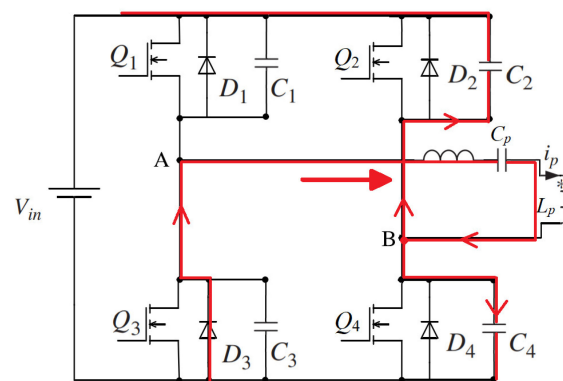 Q1 D1 C1 Q2 D2 C2
Cp
A ip
*
Vin Lp
B
Q3 D3 C3 Q4 D4 C4